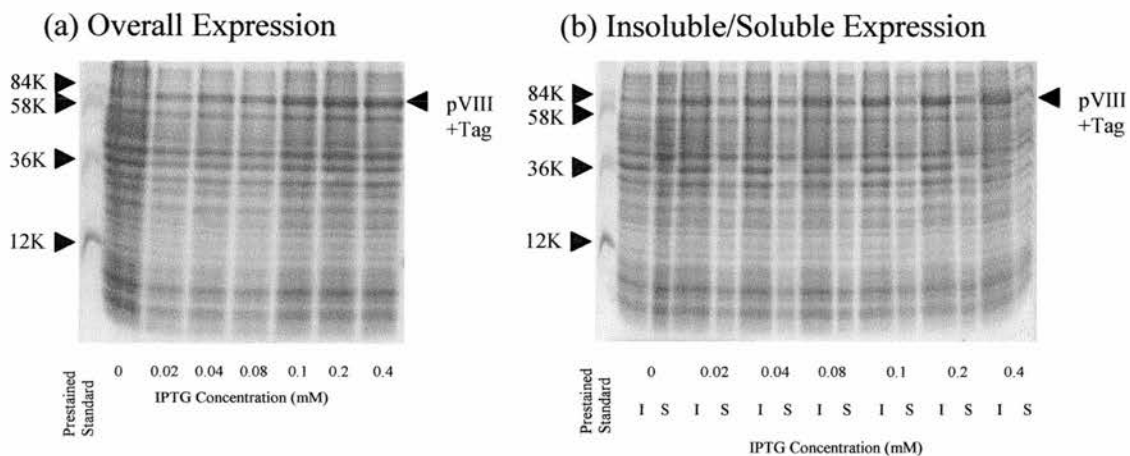 (a) Overall Expression
84K
58K
36K
12K
pVIII
+Tag
Prestained
Standard
0 0.02 0.04 0.08 0.1 0.2 0.4
IPTG Concentration (mM)
(b) Insoluble/Soluble Expression
84K
58K
36K
12K
pVIII
+Tag
Prestained
Standard
0 0.02 0.04 0.08 0.1 0.2 0.4
I S I S I S I S I S I S I S
IPTG Concentration (mM)